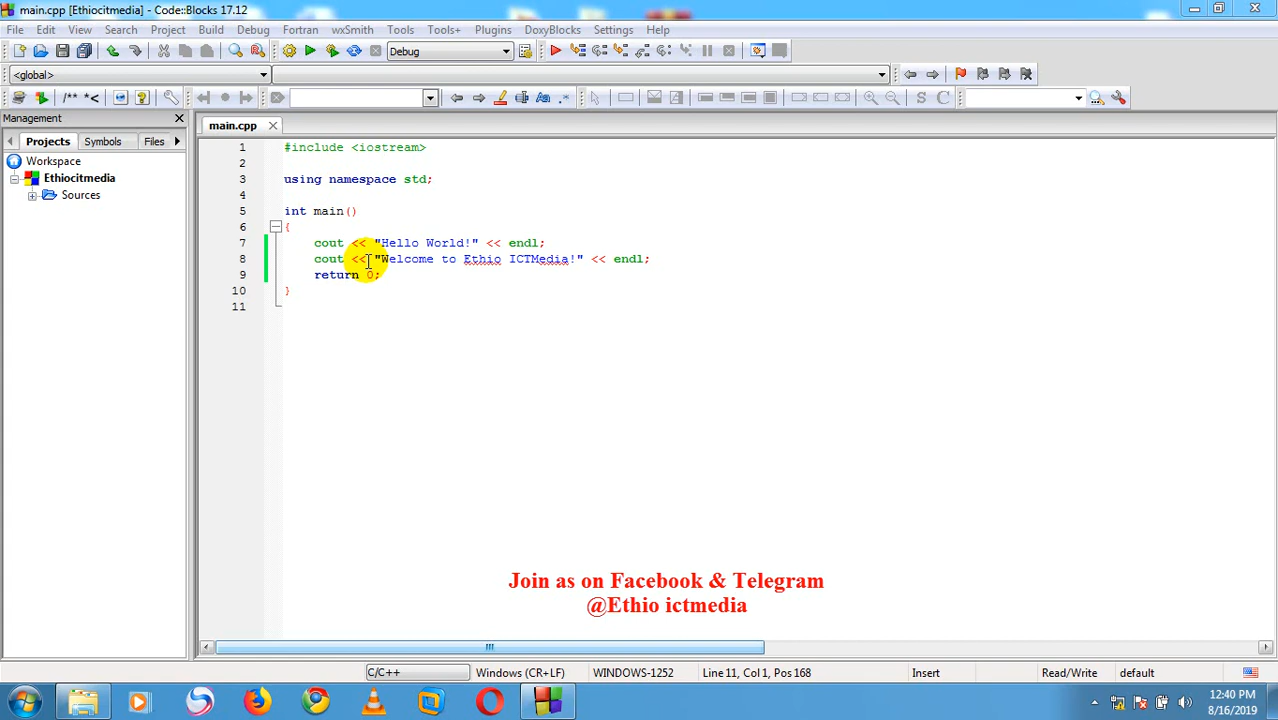 main.cpp [Ethiocitmedia] - Code::Blocks 17.12
File Edit View Search Project Build Debug Fortran wxSmith Tools Tools+ Plugins DoxyBlocks Settings Help
Debug
<global>
/** *<
S C
Management
main.cpp
Projects Symbols Files
Workspace
Ethiocitmedia
Sources
1 #include <iostream>
2
3 using namespace std;
4
5 int main()
6 {
7 cout << "Hello World!" << endl;
8 cout << "Welcome to Ethio ICTMedia!" << endl;
9 return 0;
10 }
11
Join as on Facebook & Telegram
@Ethio ictmedia
C/C++ Windows (CR+LF) WINDOWS-1252 Line 11, Col 1, Pos 168 Insert Read/Write default
12:40 PM
8/16/2019